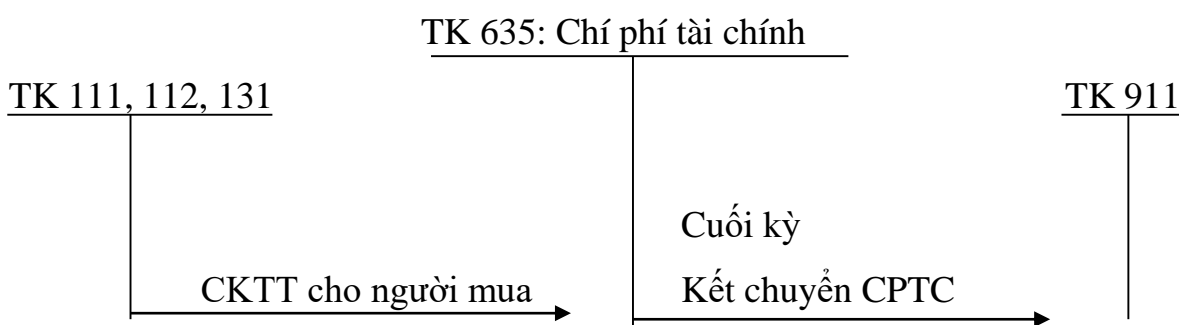 TK 635: Chí phí tài chính
TK 111, 112, 131
TK 911
Cuối kỳ
CKTT cho người mua
Kết chuyển CPTC